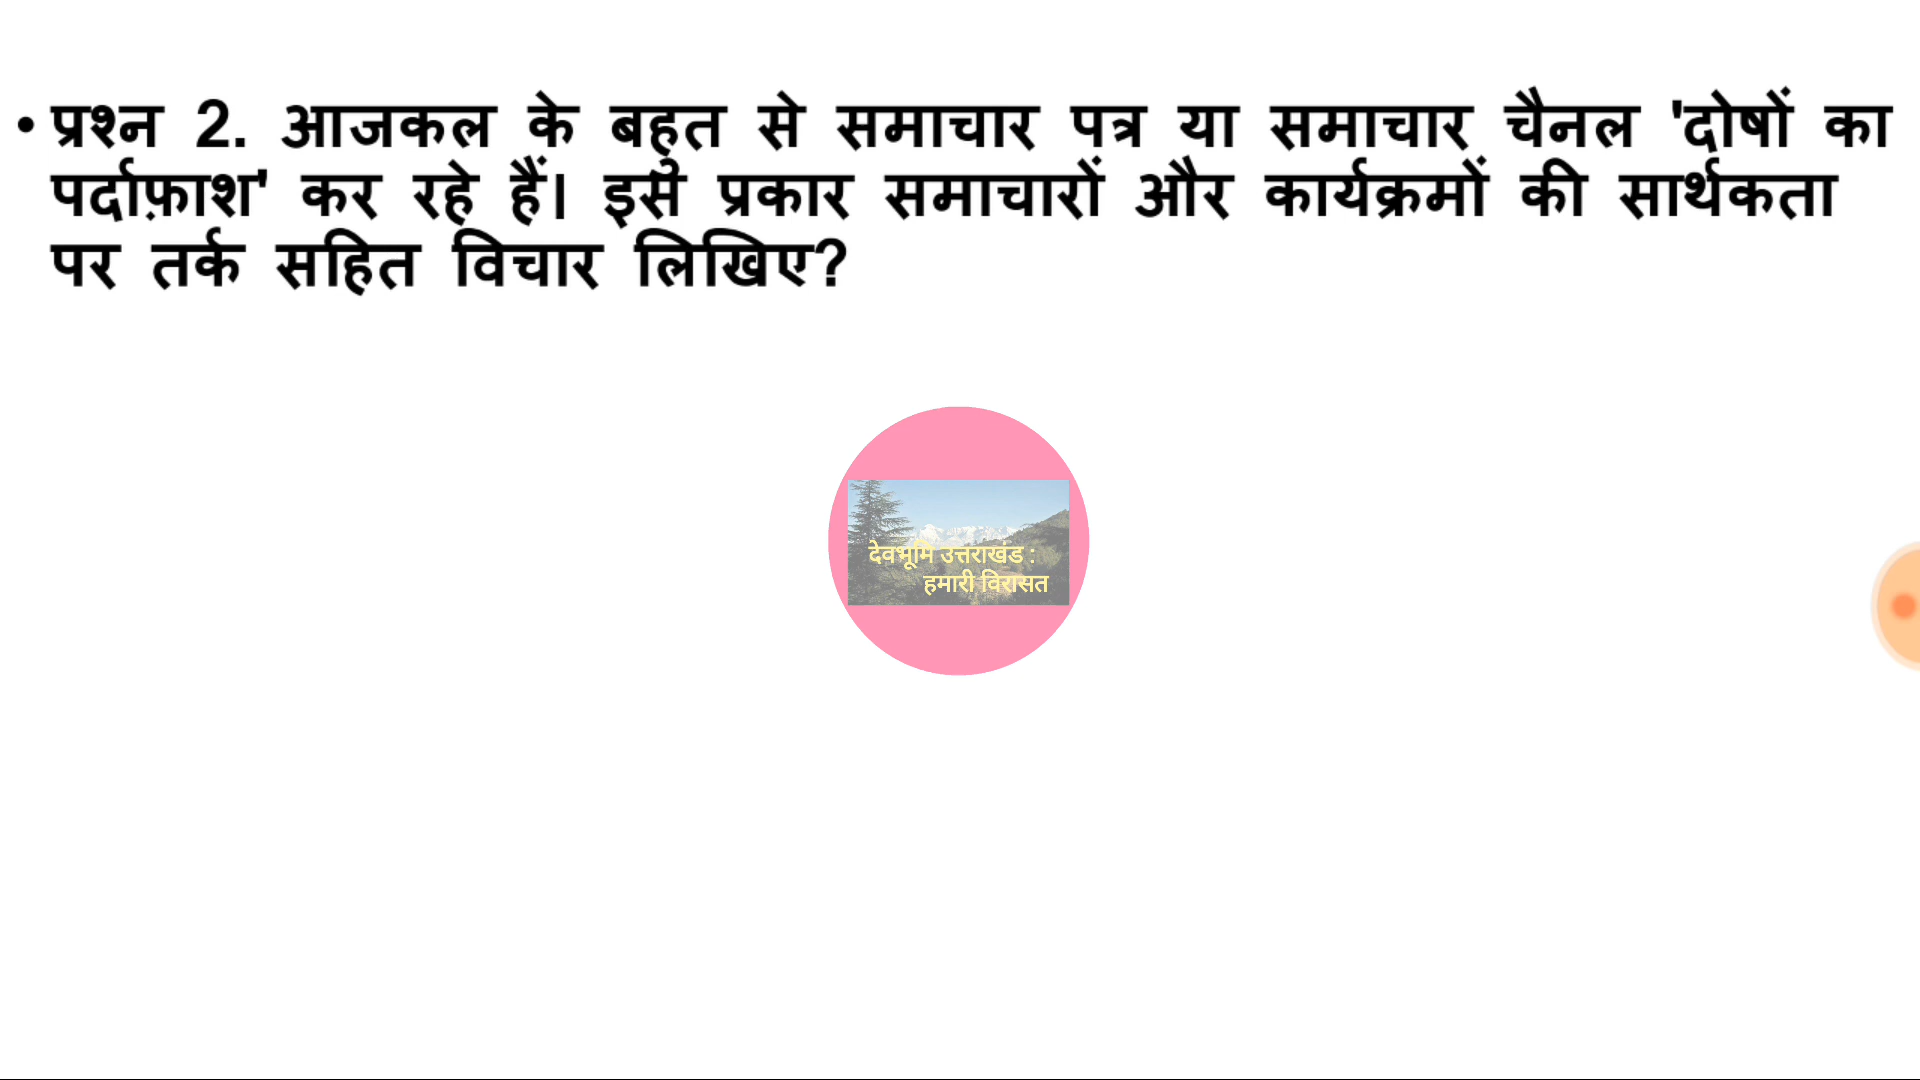 • प्रश्न 2. आजकल के बहुत से समाचार पत्र या समाचार चैनल 'दोषों का
पर्दाफ़ाश' कर रहे हैं। इस प्रकार समाचारों और कार्यक्रमों की सार्थकता
पर तर्क सहित विचार लिखिए?
देवभूमि उत्तराखंड :
हमारी विरासत